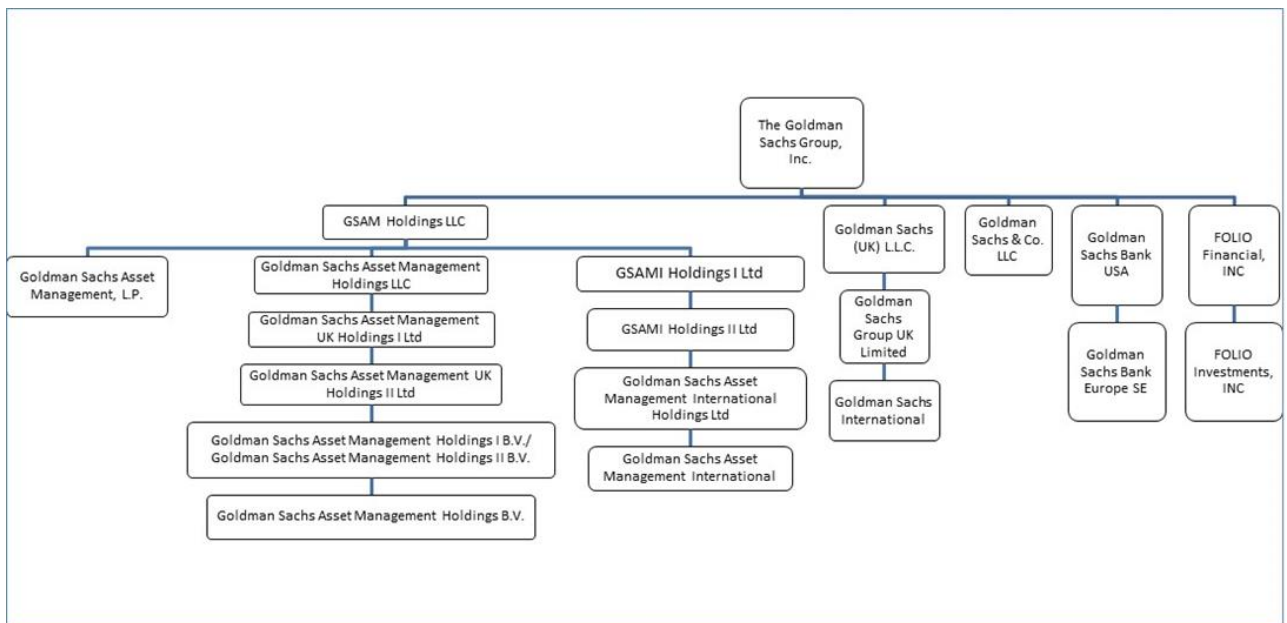 The Goldman
Sachs Group,
Inc.
GSAM Holdings LLC
Goldman Sachs
(UK) L.L.C.
Goldman
Sachs & Co.
LLC
Goldman
Sachs Bank
USA
FOLIO
Financial,
INC
Goldman Sachs Asset
Management, L.P.
Goldman Sachs Asset Management
Holdings LLC
GSAMI Holdings I Ltd
Goldman Sachs Asset Management
UK Holdings I Ltd
GSAMI Holdings II Ltd
Goldman
Sachs
Group UK
Limited
Goldman
Sachs Bank
Europe SE
FOLIO
Investments,
INC
Goldman Sachs Asset Management UK
Holdings II Ltd
Goldman Sachs Asset
Management International
Holdings Ltd
Goldman Sachs
International
Goldman Sachs Asset Management Holdings I B.V./
Goldman Sachs Asset Management Holdings II B.V.
Goldman Sachs Asset
Management International
Goldman Sachs Asset Management Holdings B.V.